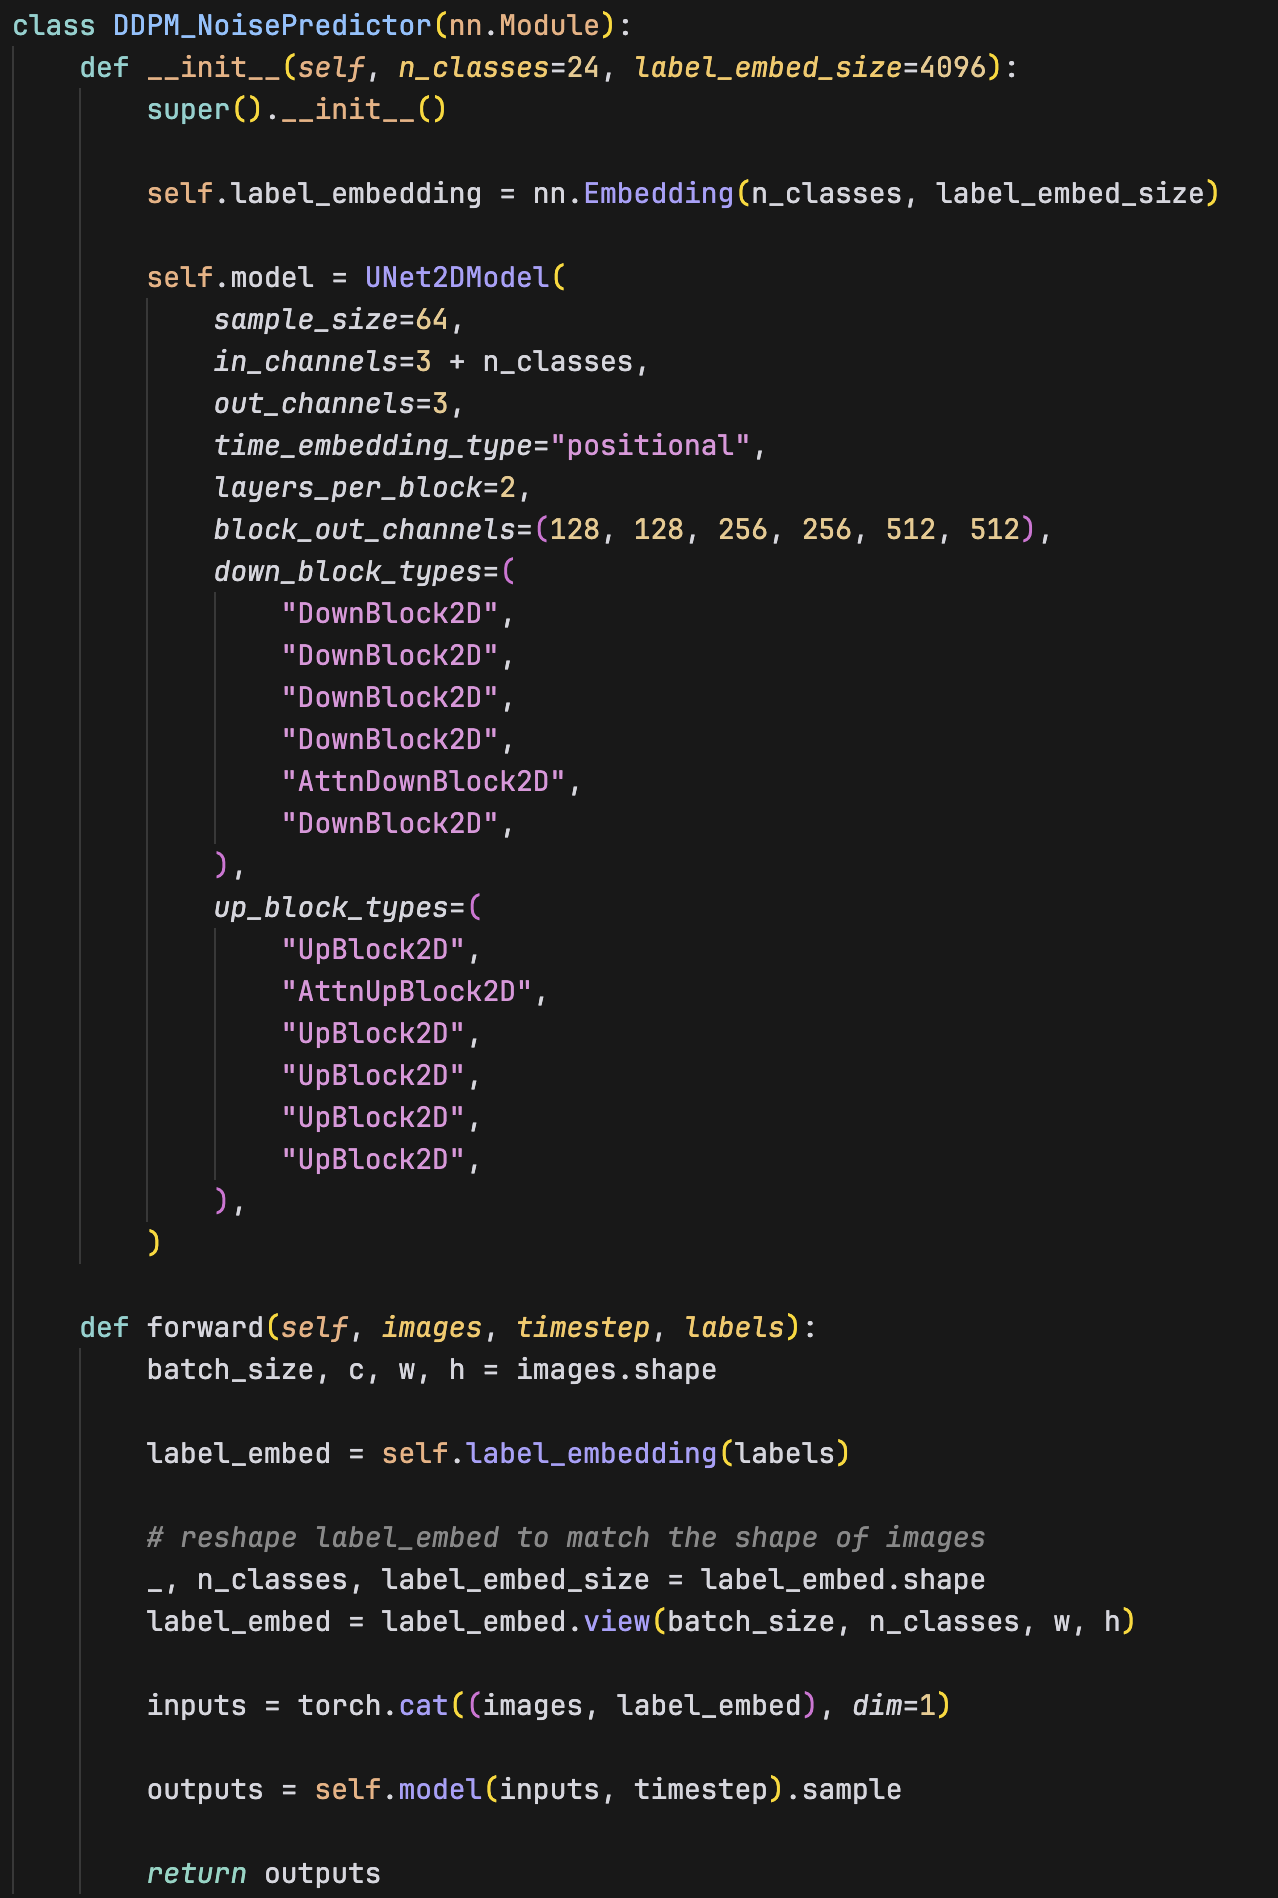 class DDPM_NoisePredictor(nn.Module):
    def __init__(self, n_classes=24, label_embed_size=4096):
        super().__init__()

        self.label_embedding = nn.Embedding(n_classes, label_embed_size)

        self.model = UNet2DModel(
            sample_size=64,
            in_channels=3 + n_classes,
            out_channels=3,
            time_embedding_type="positional",
            layers_per_block=2,
            block_out_channels=(128, 128, 256, 256, 512, 512),
            down_block_types=(
                "DownBlock2D",
                "DownBlock2D",
                "DownBlock2D",
                "DownBlock2D",
                "AttnDownBlock2D",
                "DownBlock2D",
            ),
            up_block_types=(
                "UpBlock2D",
                "AttnUpBlock2D",
                "UpBlock2D",
                "UpBlock2D",
                "UpBlock2D",
                "UpBlock2D",
            ),
        )

    def forward(self, images, timestep, labels):
        batch_size, c, w, h = images.shape

        label_embed = self.label_embedding(labels)

        # reshape label_embed to match the shape of images
        _, n_classes, label_embed_size = label_embed.shape
        label_embed = label_embed.view(batch_size, n_classes, w, h)

        inputs = torch.cat((images, label_embed), dim=1)

        outputs = self.model(inputs, timestep).sample

        return outputs